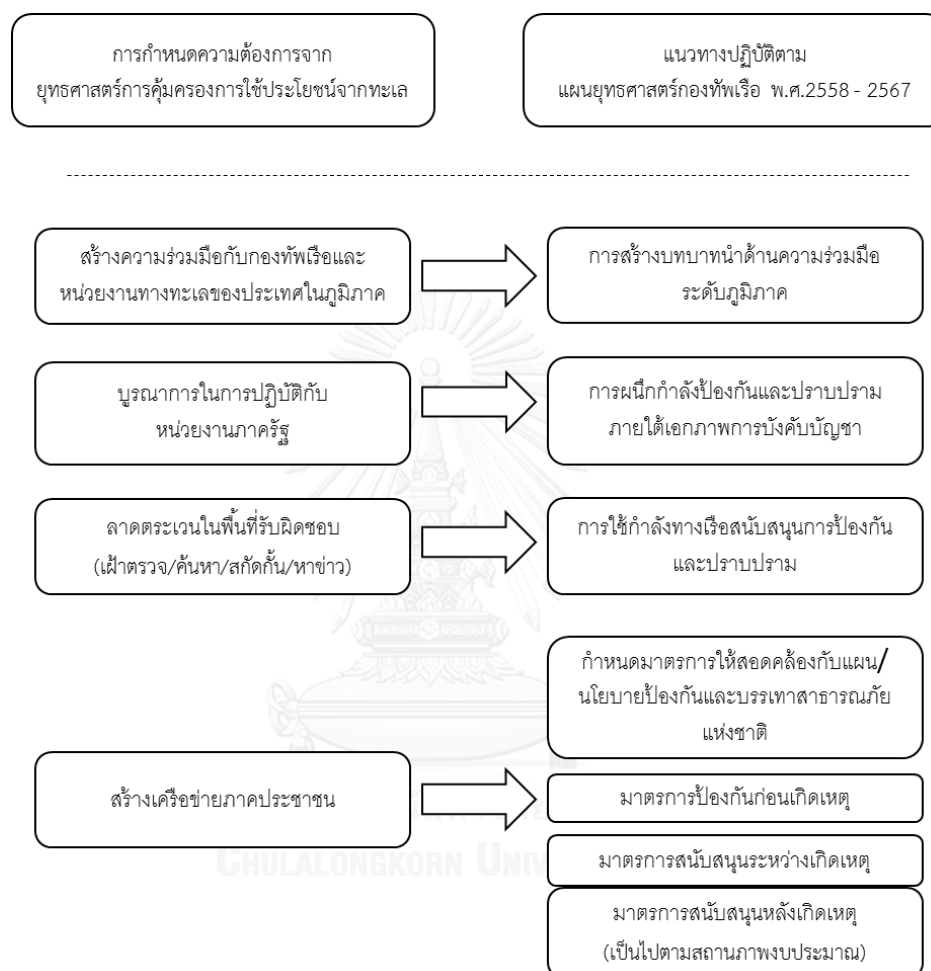 การกำหนดความต้องการจาก
ยุทธศาสตร์การคุ้มครองการใช้ประโยชน์จากทะเล
แนวทางปฏิบัติตาม
แผนยุทธศาสตร์กองทัพเรือ พ.ศ.2558 - 2567
สร้างความร่วมมือกับกองทัพเรือและ
หน่วยงานทางทะเลของประเทศในภูมิภาค
การสร้างบทบาทนำด้านความร่วมมือ
ระดับภูมิภาค
บูรณาการในการปฏิบัติกับ
หน่วยงานภาครัฐ
การผนึกกำลังป้องกันและปราบปราม
ภายใต้เอกภาพการบังคับบัญชา
ลาดตระเวนในพื้นที่รับผิดชอบ
(เฝ้าตรวจ/ค้นหา/สกัดกั้น/หาข่าว)
การใช้กำลังทางเรือสนับสนุนการป้องกัน
และปราบปราม
สร้างเครือข่ายภาคประชาชน
กำหนดมาตรการให้สอดคล้องกับแผน/
นโยบายป้องกันและบรรเทาสาธารณภัย
แห่งชาติ
มาตรการป้องกันก่อนเกิดเหตุ
มาตรการสนับสนุนระหว่างเกิดเหตุ
มาตรการสนับสนุนหลังเกิดเหตุ
(เป็นไปตามสถานภาพงบประมาณ)
CHULALONGKORN